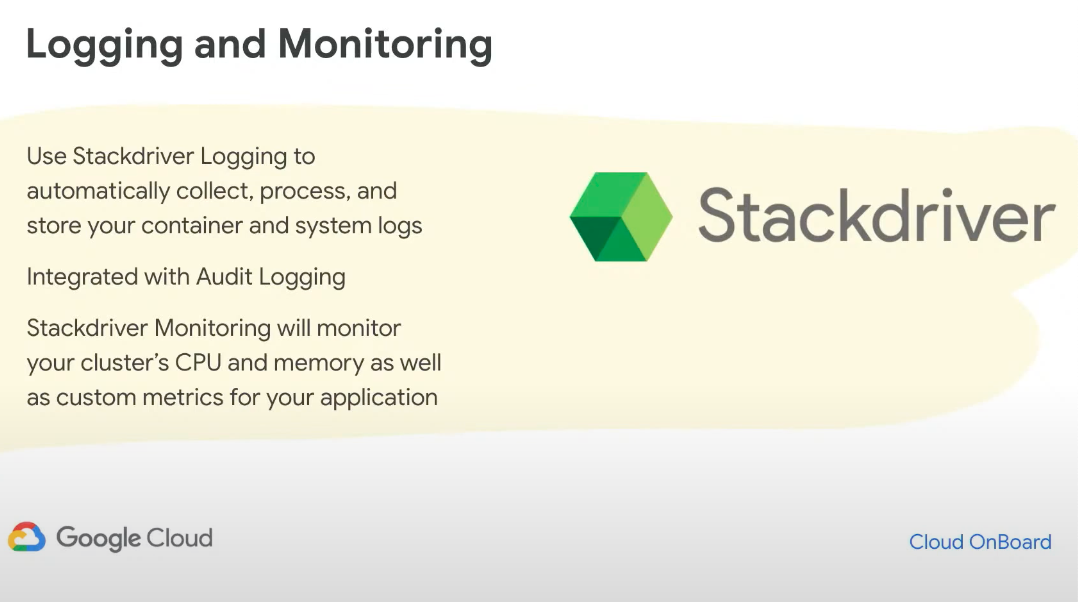 Logging and Monitoring
Use Stackdriver Logging to
automatically collect, process, and
store your container and system logs
Integrated with Audit Logging
Stackdriver Monitoring will monitor
your cluster’s CPU and memory as well
as custom metrics for your application
Stackdriver
Google Cloud
Cloud OnBoard